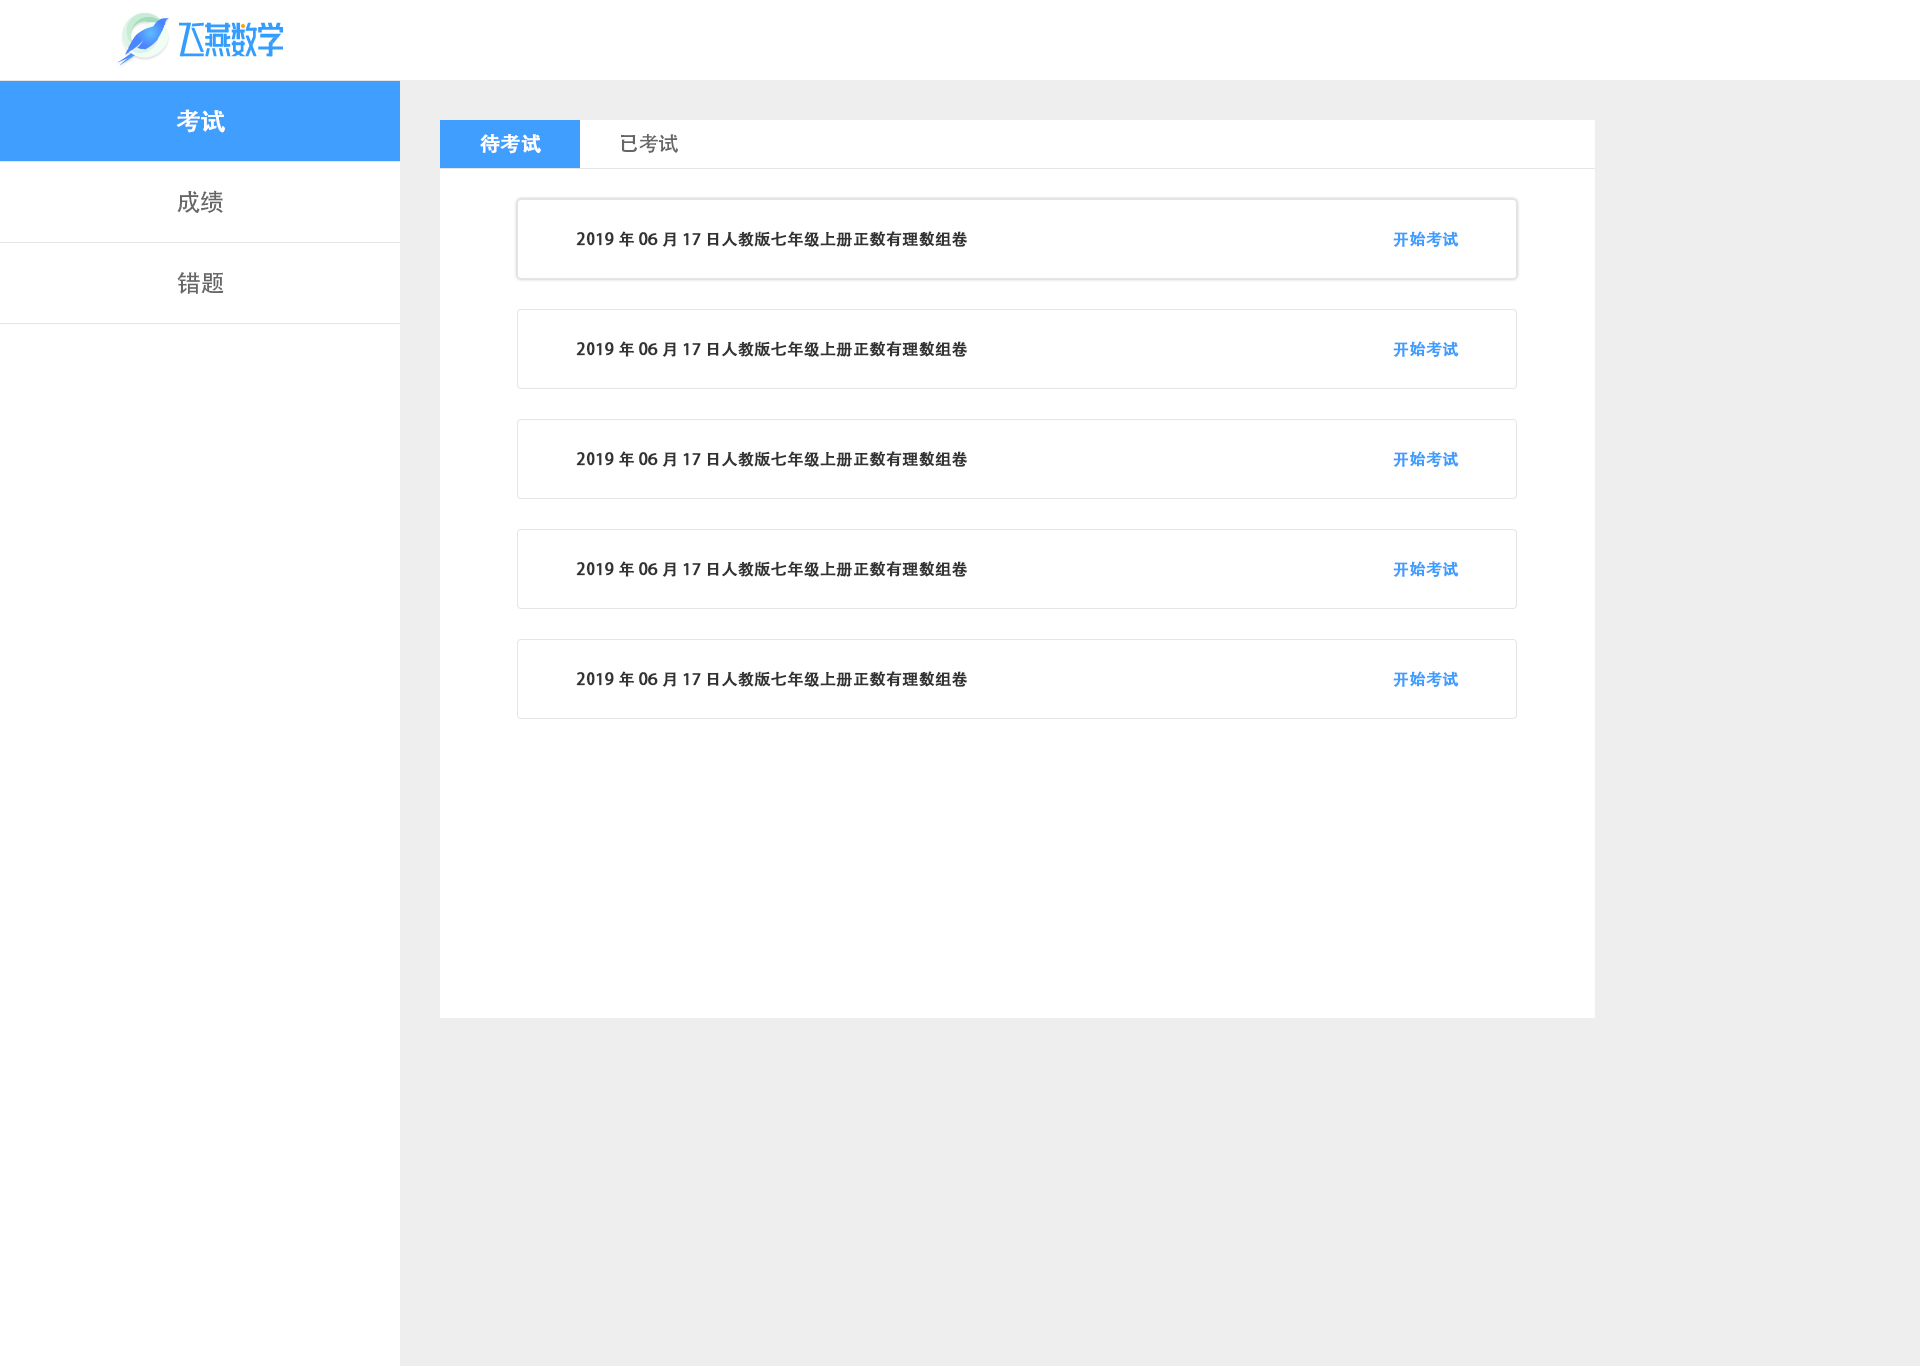 飞燕数学
考试
成绩
错题
待考试
已考试
2019 年 06 月 17 日人教版七年级上册正数有理数组卷
开始考试
2019 年 06 月 17 日人教版七年级上册正数有理数组卷
开始考试
2019 年 06 月 17 日人教版七年级上册正数有理数组卷
开始考试
2019 年 06 月 17 日人教版七年级上册正数有理数组卷
开始考试
2019 年 06 月 17 日人教版七年级上册正数有理数组卷
开始考试